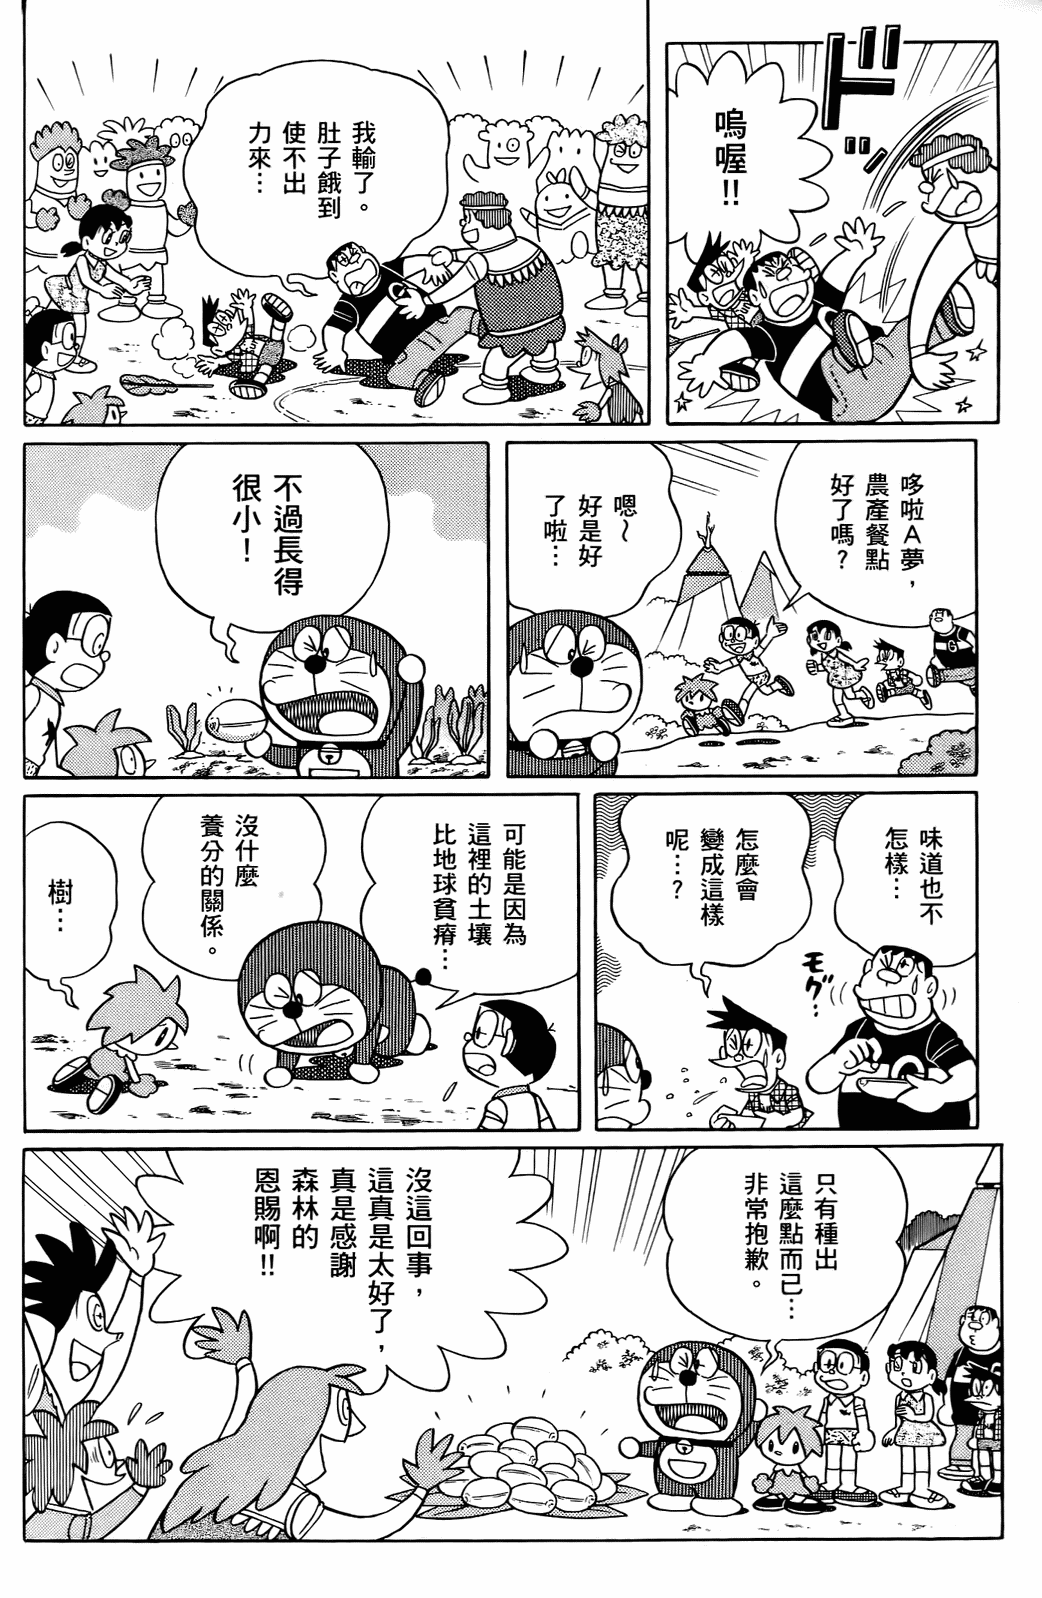 ド
嗚喔!!
我輸了。
肚子餓到
使不出
力來…
哆啦A夢，
農產餐點
好了嗎？
嗯～
好是好
了啦…
不過長得
很小！
味道也不
怎樣…
モグ…
怎麼會
變成這樣
呢…？
可能是因為
這裡的土壤
比地球貧瘠…
沒什麼
養分的關係。
樹…
只有種出
這麼點而已…
非常抱歉。
沒這回事，
這真是太好了，
真是感謝
森林的
恩賜啊!!